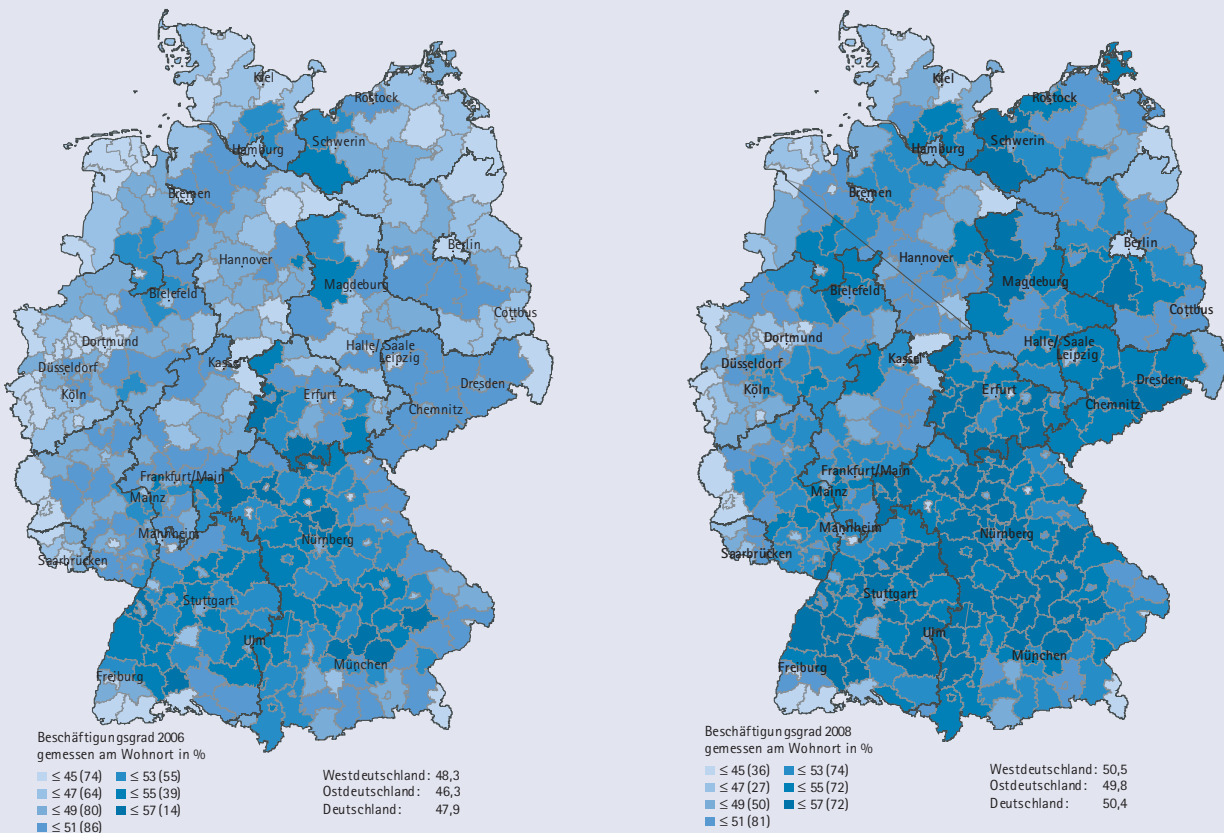 Kiel
Rostock
Schwerin
Hamburg
Bremen
Berlin
Hannover
Magdeburg
Bielefeld
Cottbus
Dortmund
Halle/Saale
Leipzig
Kassel
Düsseldorf
Dresden
Köln
Erfurt
Chemnitz
Frankfurt/Main
Mainz
Mannheim
Nürnberg
Saarbrücken
Stuttgart
Ulm
München
Freiburg
Beschäftigungsgrad 2006
gemessen am Wohnort in %
≤ 45 (74) ≤ 53 (55)
≤ 47 (64) ≤ 55 (39)
≤ 49 (80) ≤ 57 (14)
≤ 51 (86)
Westdeutschland: 48,3
Ostdeutschland: 46,3
Deutschland: 47,9
Kiel
Rostock
Schwerin
Hamburg
Bremen
Berlin
Hannover
Magdeburg
Bielefeld
Cottbus
Dortmund
Halle/Saale
Leipzig
Kassel
Düsseldorf
Dresden
Köln
Erfurt
Chemnitz
Frankfurt/Main
Mainz
Mannheim
Nürnberg
Saarbrücken
Stuttgart
Ulm
München
Freiburg
Beschäftigungsgrad 2008
gemessen am Wohnort in %
≤ 45 (36) ≤ 53 (74)
≤ 47 (27) ≤ 55 (72)
≤ 49 (50) ≤ 57 (72)
≤ 51 (81)
Westdeutschland: 50,5
Ostdeutschland: 49,8
Deutschland: 50,4